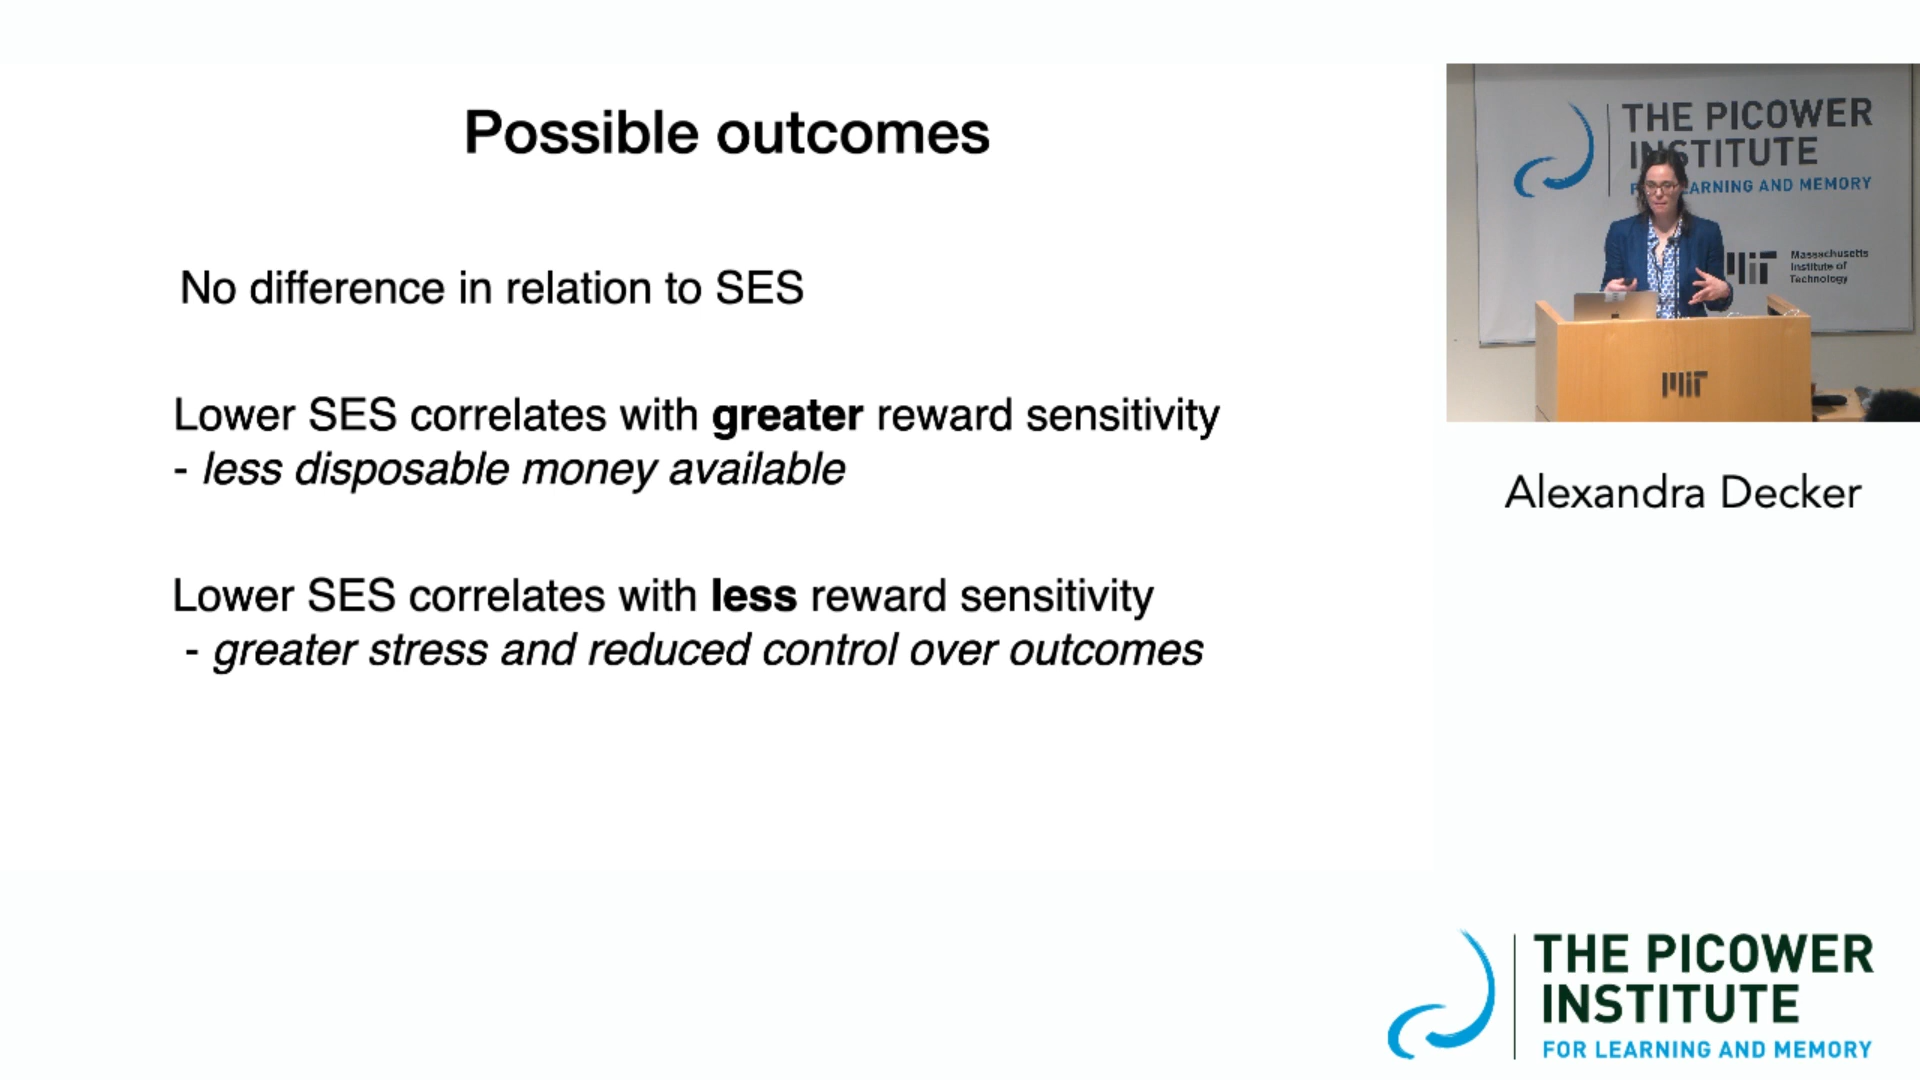 Possible outcomes
No difference in relation to SES
Lower SES correlates with greater reward sensitivity
- less disposable money available
Lower SES correlates with less reward sensitivity
- greater stress and reduced control over outcomes
THE PICOWER
INSTITUTE
LEARNING AND MEMORY
MIT
Massachusetts
Institute of
Technology
MIT
Alexandra Decker
THE PICOWER
INSTITUTE
FOR LEARNING AND MEMORY